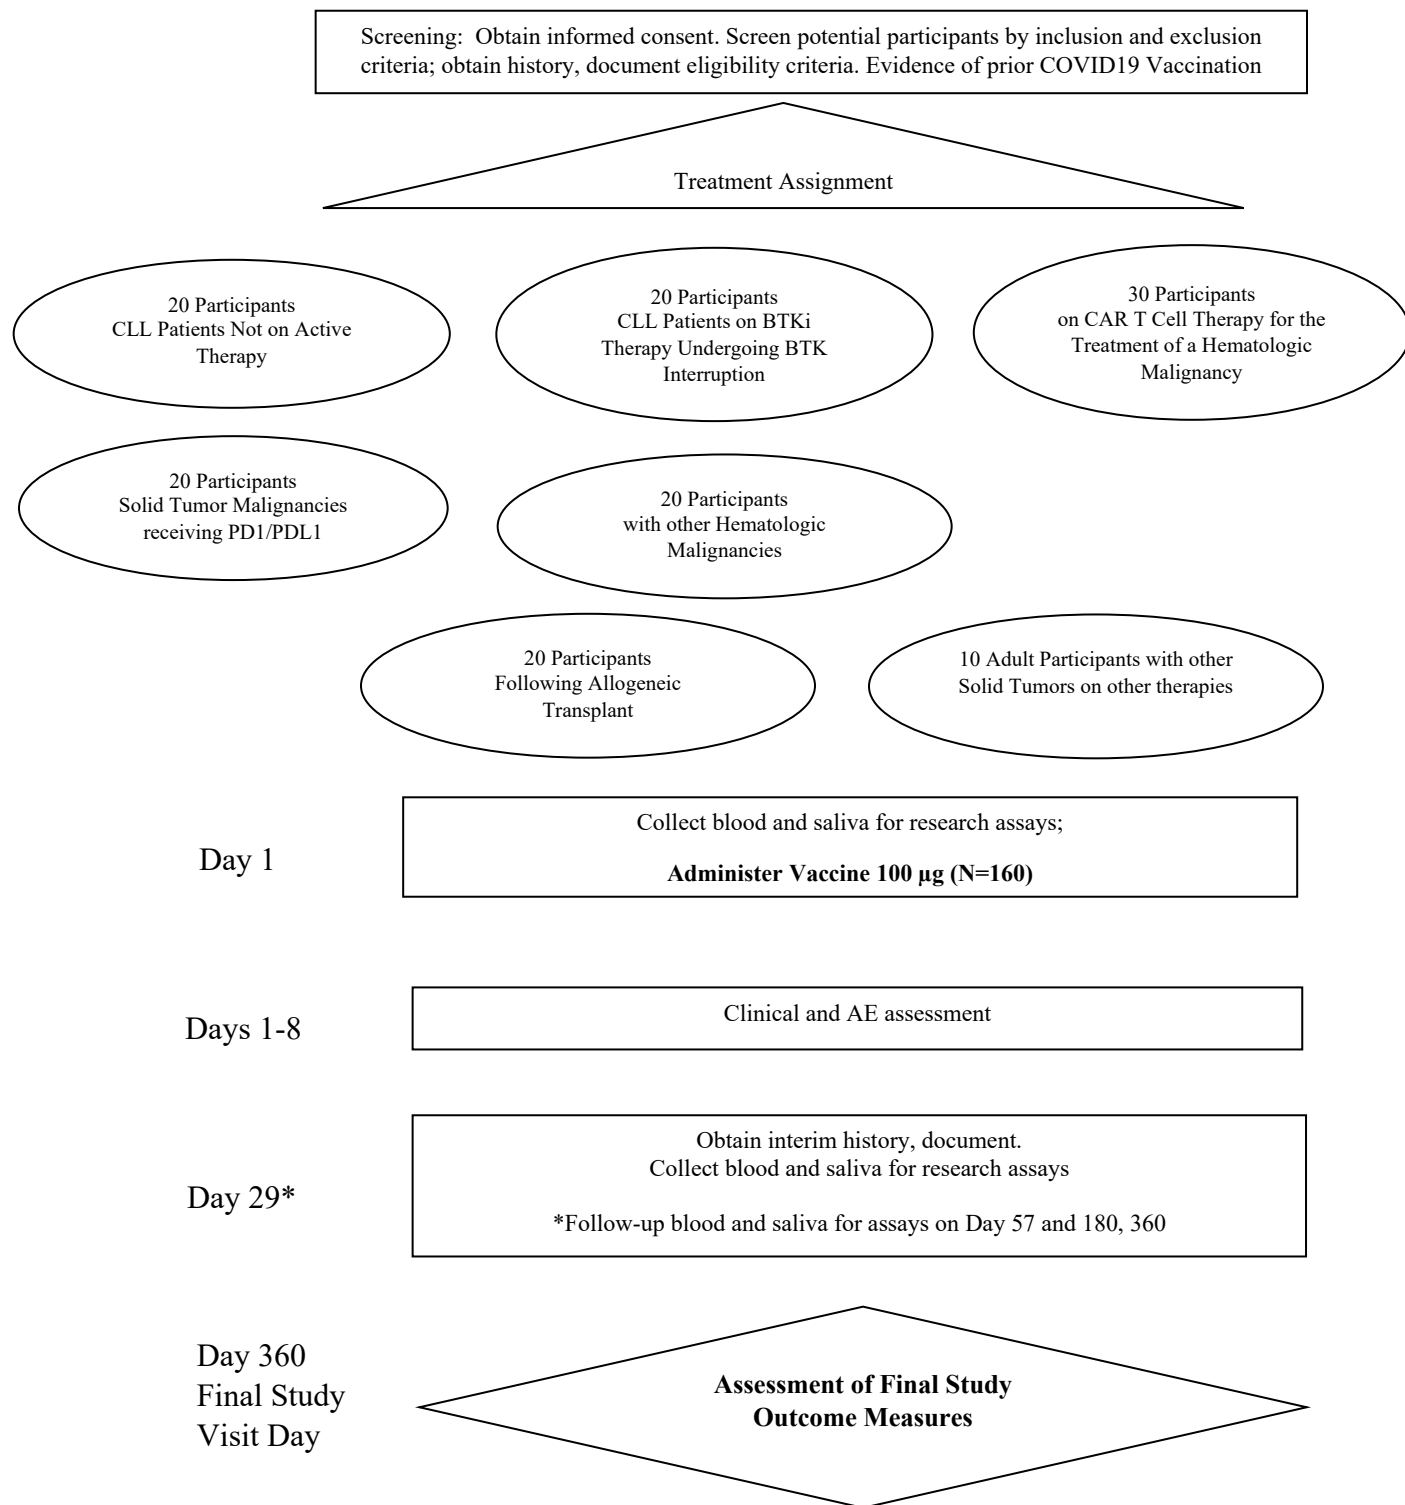 Screening:  Obtain informed consent. Screen potential participants by inclusion and exclusion
criteria; obtain history, document eligibility criteria. Evidence of prior COVID19 Vaccination
Treatment Assignment
20 Participants
CLL Patients Not on Active
Therapy
20 Participants
CLL Patients on BTKi
Therapy Undergoing BTK
Interruption
30 Participants
on CAR T Cell Therapy for the
Treatment of a Hematologic
Malignancy
20 Participants
Solid Tumor Malignancies
receiving PD1/PDL1
20 Participants
with other Hematologic
Malignancies
20 Participants
Following Allogeneic
Transplant
10 Adult Participants with other
Solid Tumors on other therapies
Day 1
Collect blood and saliva for research assays;
Administer Vaccine 100 µg (N=160)
Days 1-8
Clinical and AE assessment
Day 29*
Obtain interim history, document.
Collect blood and saliva for research assays
*Follow-up blood and saliva for assays on Day 57 and 180, 360
Day 360
Final Study
Visit Day
Assessment of Final Study
Outcome Measures